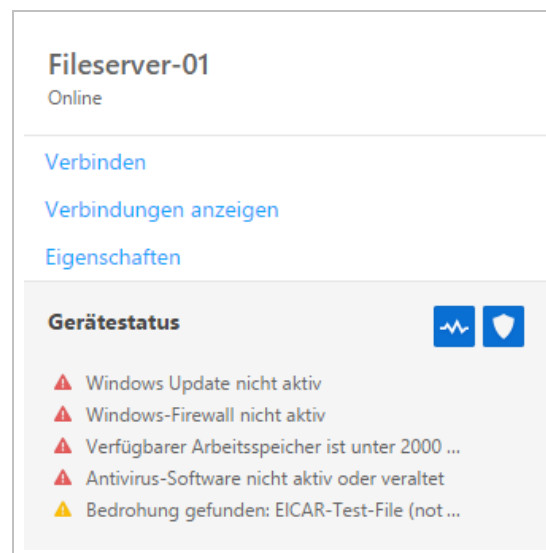 Fileserver-01
Online
Verbinden
Verbindungen anzeigen
Eigenschaften
Gerätestatus
Windows Update nicht aktiv
Windows-Firewall nicht aktiv
Verfügbarer Arbeitsspeicher ist unter 2000 ...
Antivirus-Software nicht aktiv oder veraltet
Bedrohung gefunden: EICAR-Test-File (not ...